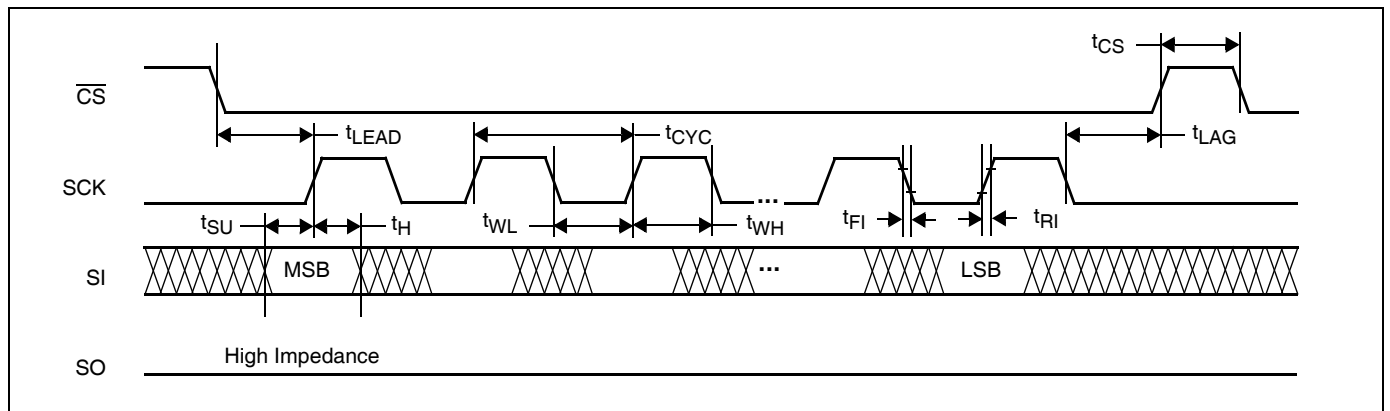 tCS
CS
tLEAD
tCYC
tLAG
SCK
...
tSU
tH
tWL
tWH
tFI
tRI
SI
MSB
...
LSB
High Impedance
SO